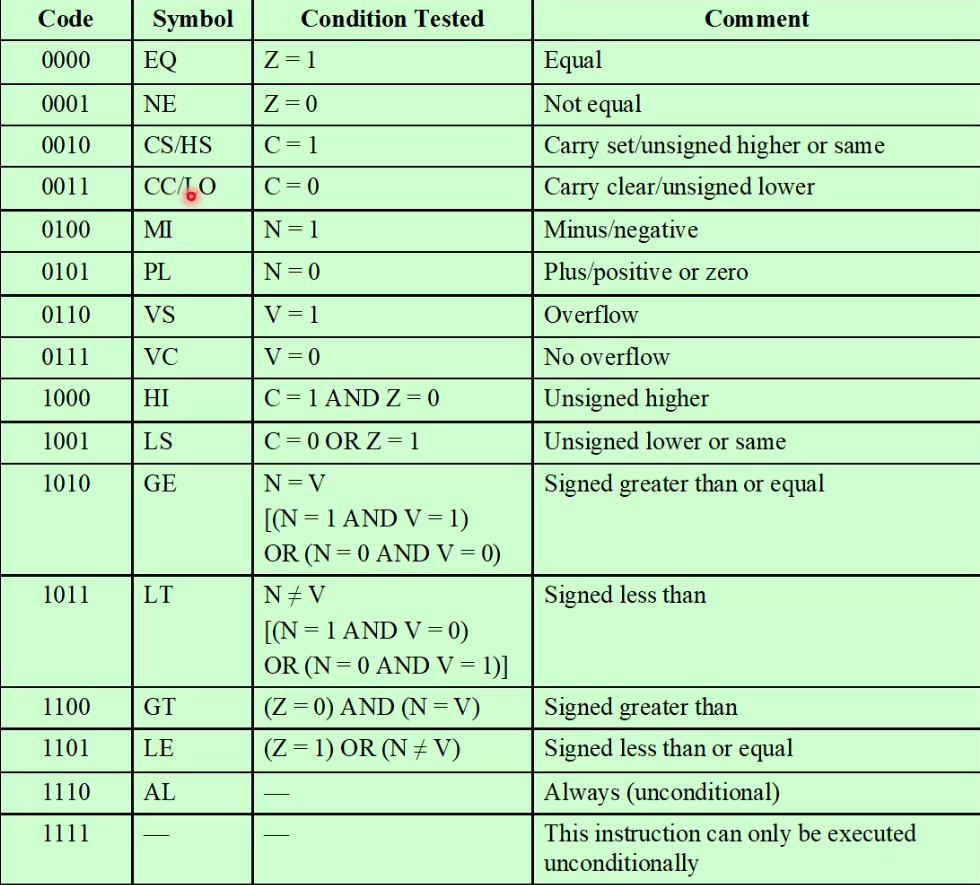 Code Symbol Condition Tested Comment
0000 EQ Z = 1 Equal
0001 NE Z = 0 Not equal
0010 CS/HS C = 1 Carry set/unsigned higher or same
0011 CC/LO C = 0 Carry clear/unsigned lower
0100 MI N = 1 Minus/negative
0101 PL N = 0 Plus/positive or zero
0110 VS V = 1 Overflow
0111 VC V = 0 No overflow
1000 HI C = 1 AND Z = 0 Unsigned higher
1001 LS C = 0 OR Z = 1 Unsigned lower or same
1010 GE N = V Signed greater than or equal
[(N = 1 AND V = 1)
OR (N = 0 AND V = 0)
1011 LT N ≠ V Signed less than
[(N = 1 AND V = 0)
OR (N = 0 AND V = 1)]
1100 GT (Z = 0) AND (N = V) Signed greater than
1101 LE (Z = 1) OR (N ≠ V) Signed less than or equal
1110 AL — Always (unconditional)
1111 — — This instruction can only be executed
unconditionally